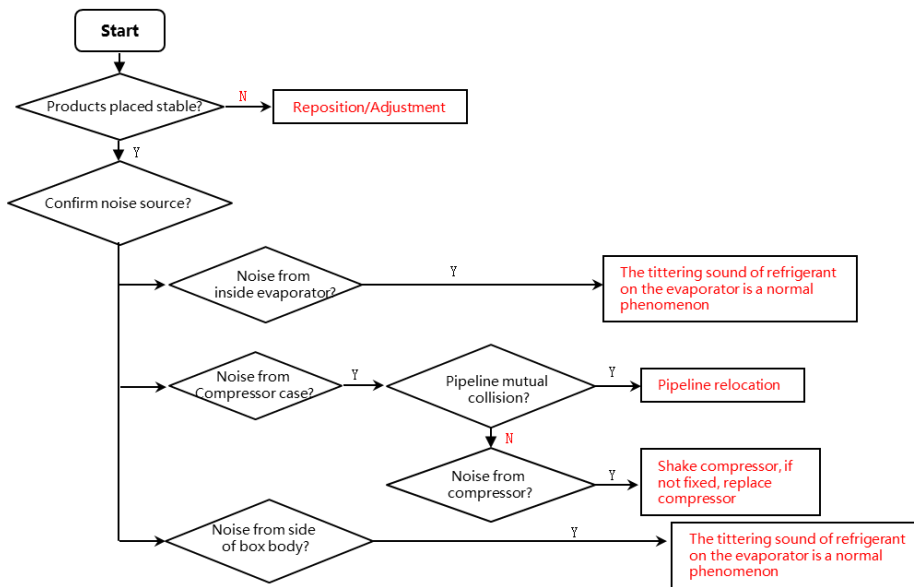 Start
Products placed stable?
N
Reposition/Adjustment
Y
Confirm noise source?
Noise from
inside evaporator?
Y
The tittering sound of refrigerant
on the evaporator is a normal
phenomenon
Noise from
Compressor case?
Y
Pipeline mutual
collision?
Y
Pipeline relocation
N
Noise from
compressor?
Y
Shake compressor, if
not fixed, replace
compressor
Noise from side
of box body?
Y
The tittering sound of refrigerant
on the evaporator is a normal
phenomenon